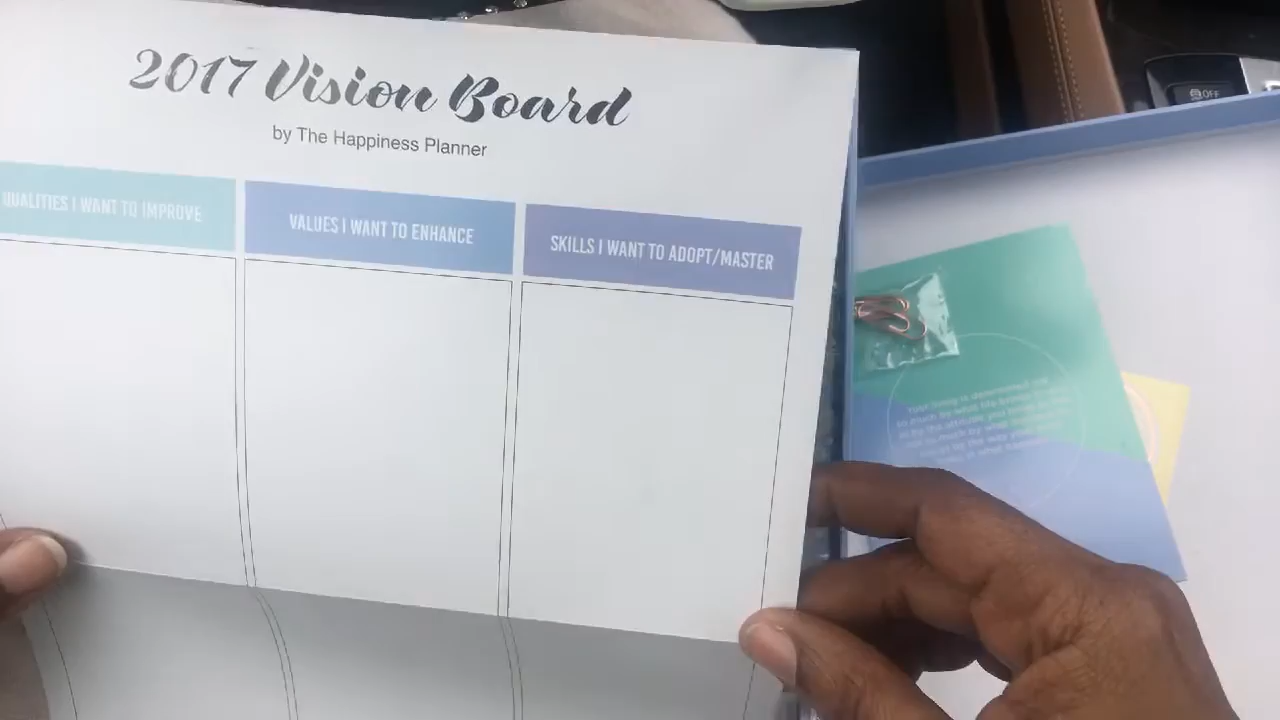 2017 Vision Board
by The Happiness Planner
QUALITIES I WANT TO IMPROVE
VALUES I WANT TO ENHANCE
SKILLS I WANT TO ADOPT/MASTER
OFF